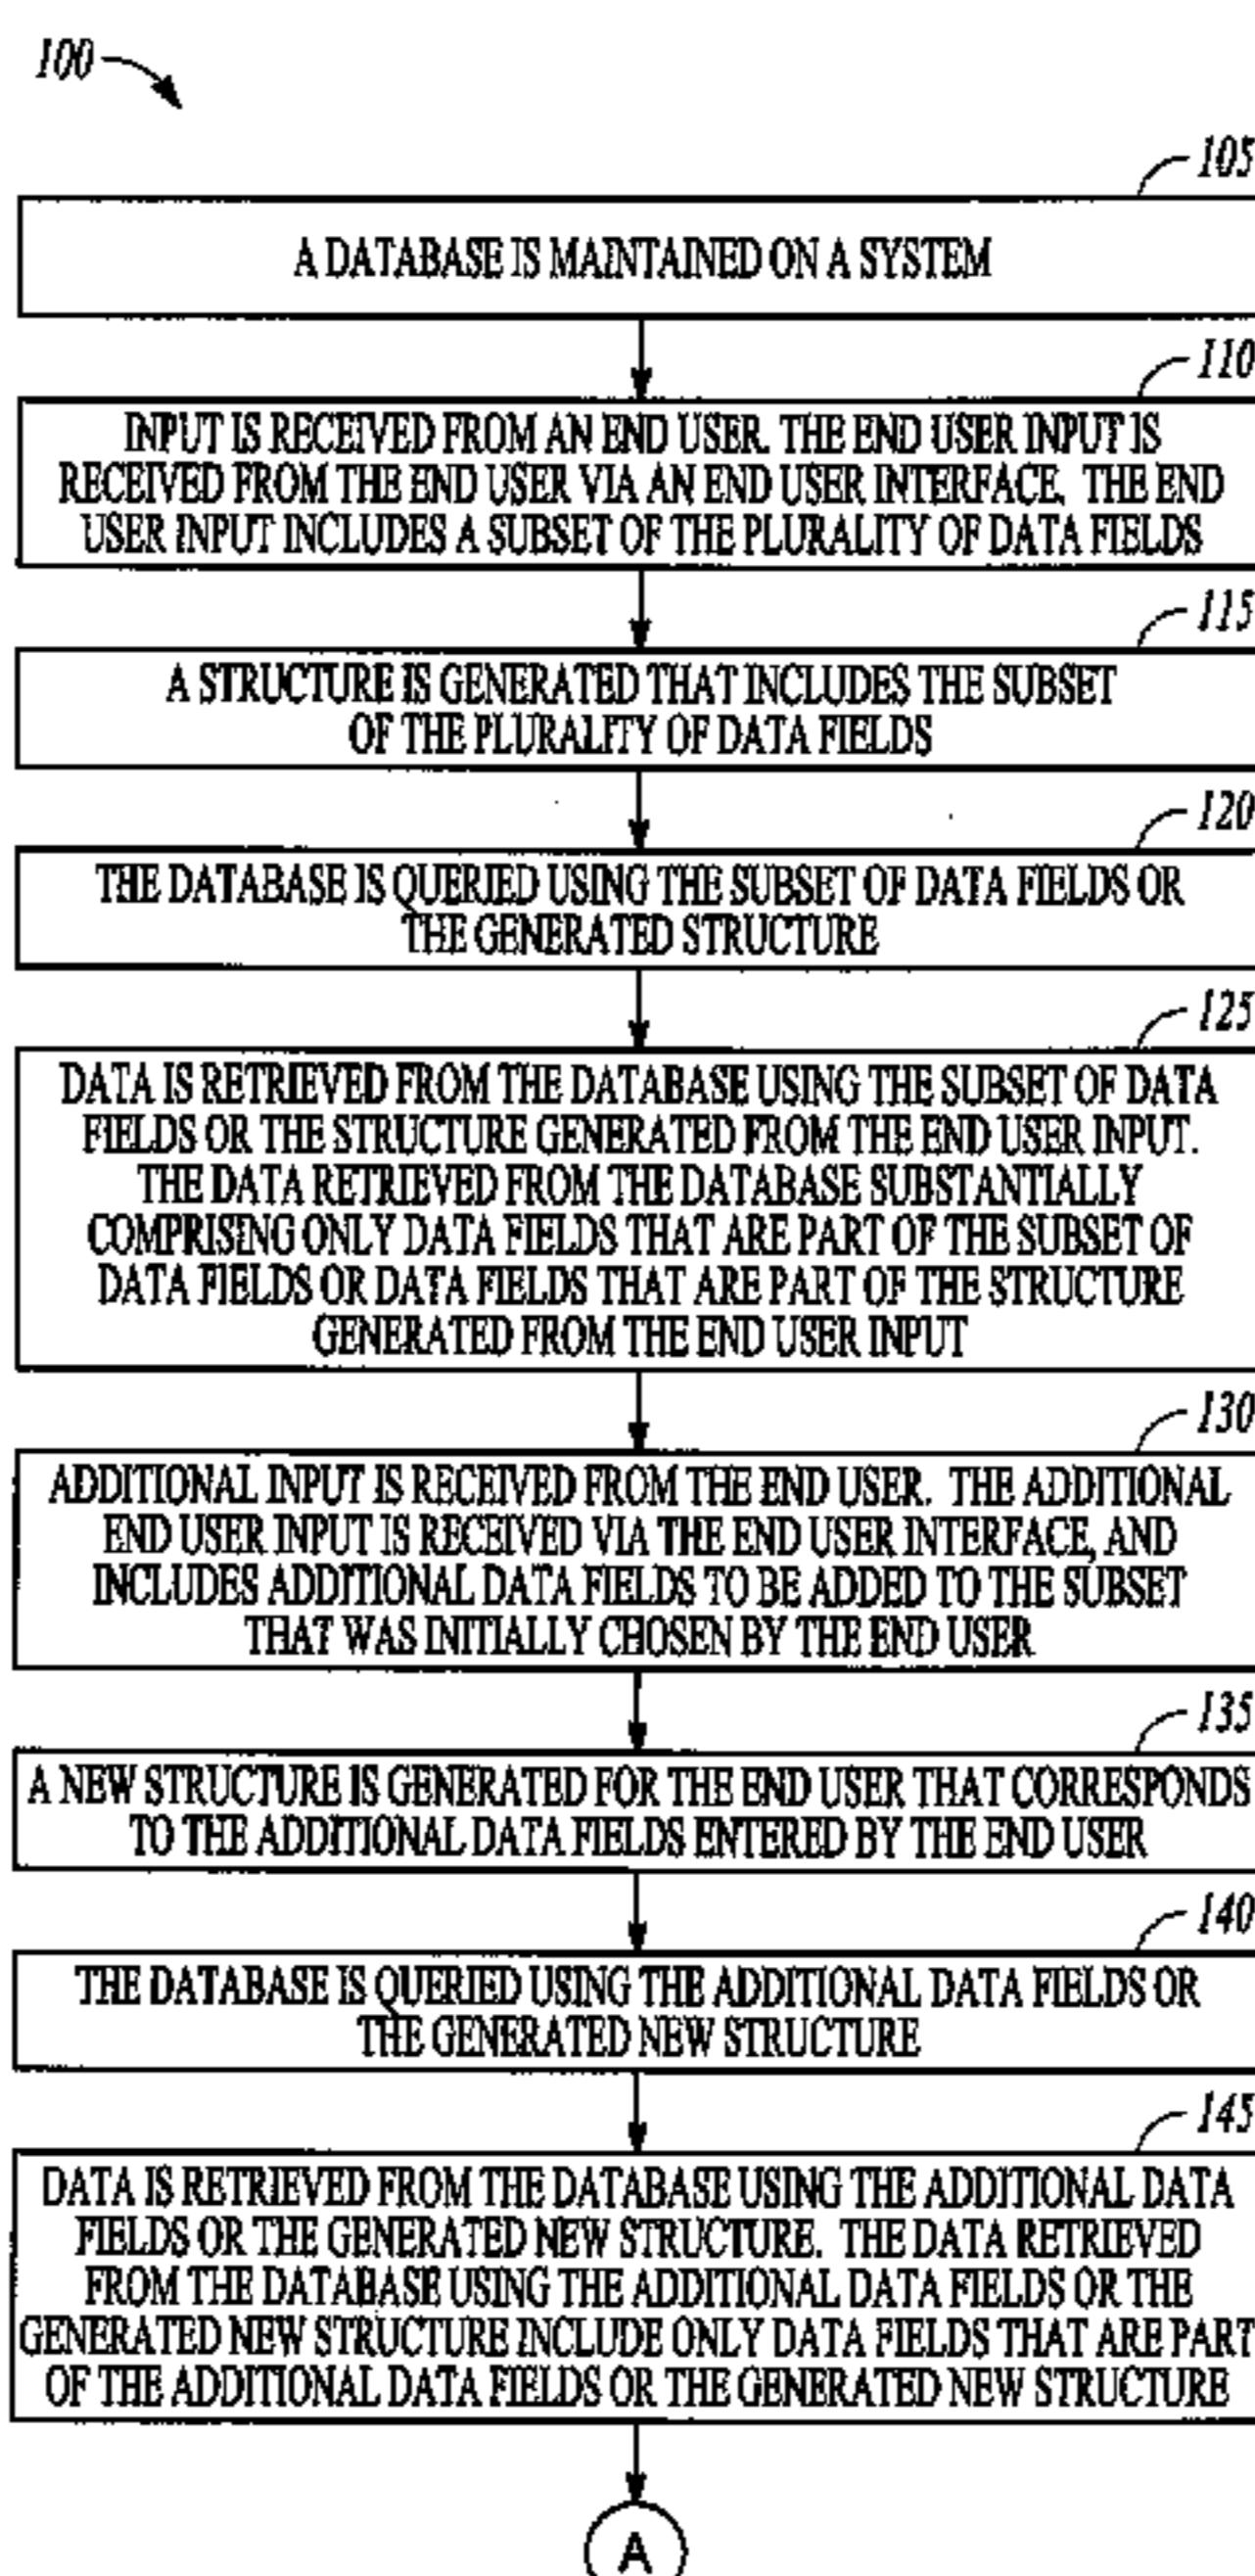 100
105
A DATABASE IS MAINTAINED ON A SYSTEM
110
INPUT IS RECEIVED FROM AN END USER. THE END USER INPUT IS
RECEIVED FROM THE END USER VIA AN END USER INTERFACE. THE END
USER INPUT INCLUDES A SUBSET OF THE PLURALITY OF DATA FIELDS
115
A STRUCTURE IS GENERATED THAT INCLUDES THE SUBSET
OF THE PLURALITY OF DATA FIELDS
120
THE DATABASE IS QUERIED USING THE SUBSET OF DATA FIELDS OR
THE GENERATED STRUCTURE
125
DATA IS RETRIEVED FROM THE DATABASE USING THE SUBSET OF DATA
FIELDS OR THE STRUCTURE GENERATED FROM THE END USER INPUT.
THE DATA RETRIEVED FROM THE DATABASE SUBSTANTIALLY
COMPRISING ONLY DATA FIELDS THAT ARE PART OF THE SUBSET OF
DATA FIELDS OR DATA FIELDS THAT ARE PART OF THE STRUCTURE
GENERATED FROM THE END USER INPUT
130
ADDITIONAL INPUT IS RECEIVED FROM THE END USER. THE ADDITIONAL
END USER INPUT IS RECEIVED VIA THE END USER INTERFACE, AND
INCLUDES ADDITIONAL DATA FIELDS TO BE ADDED TO THE SUBSET
THAT WAS INITIALLY CHOSEN BY THE END USER
135
A NEW STRUCTURE IS GENERATED FOR THE END USER THAT CORRESPONDS
TO THE ADDITIONAL DATA FIELDS ENTERED BY THE END USER
140
THE DATABASE IS QUERIED USING THE ADDITIONAL DATA FIELDS OR
THE GENERATED NEW STRUCTURE
145
DATA IS RETRIEVED FROM THE DATABASE USING THE ADDITIONAL DATA
FIELDS OR THE GENERATED NEW STRUCTURE. THE DATA RETRIEVED
FROM THE DATABASE USING THE ADDITIONAL DATA FIELDS OR THE
GENERATED NEW STRUCTURE INCLUDE ONLY DATA FIELDS THAT ARE PART
OF THE ADDITIONAL DATA FIELDS OR THE GENERATED NEW STRUCTURE
A